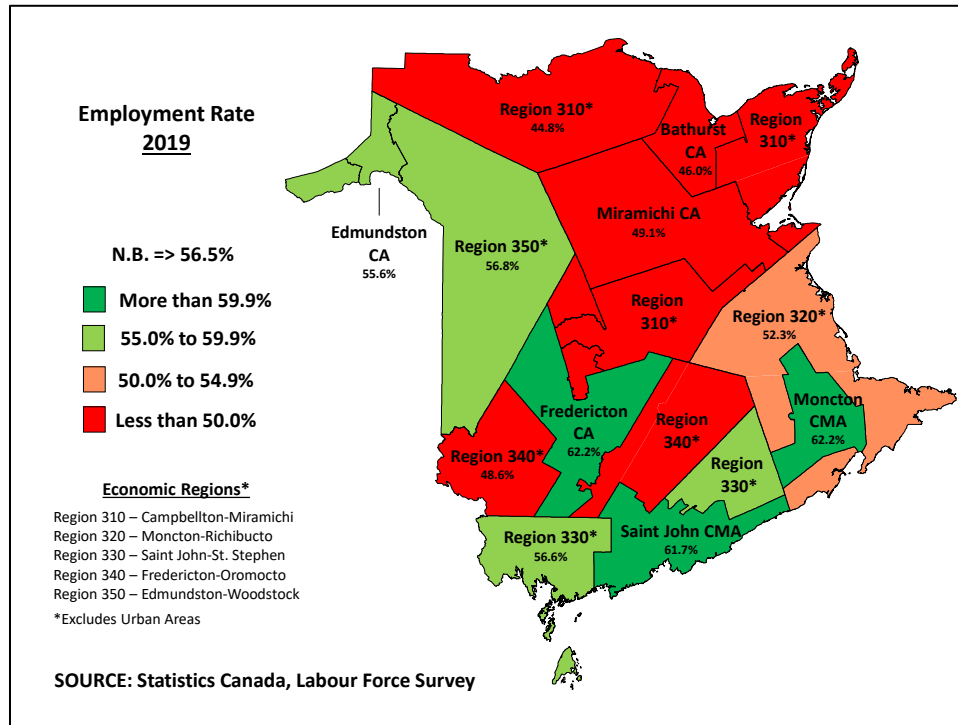 Employment Rate
2019
N.B. => 56.5%
More than 59.9%
55.0% to 59.9%
50.0% to 54.9%
Less than 50.0%
Economic Regions*
Region 310 – Campbellton-Miramichi
Region 320 – Moncton-Richibucto
Region 330 – Saint John-St. Stephen
Region 340 – Fredericton-Oromocto
Region 350 – Edmundston-Woodstock
*Excludes Urban Areas
SOURCE: Statistics Canada, Labour Force Survey
Region 310*
44.8%
Bathurst
CA
46.0%
Region
310*
Miramichi CA
49.1%
Edmundston
CA
55.6%
Region 350*
56.8%
Region
310*
Region 320*
52.3%
Fredericton
CA
62.2%
Region
340*
Moncton
CMA
62.2%
Region 340*
48.6%
Region
330*
Region 330*
56.6%
Saint John CMA
61.7%